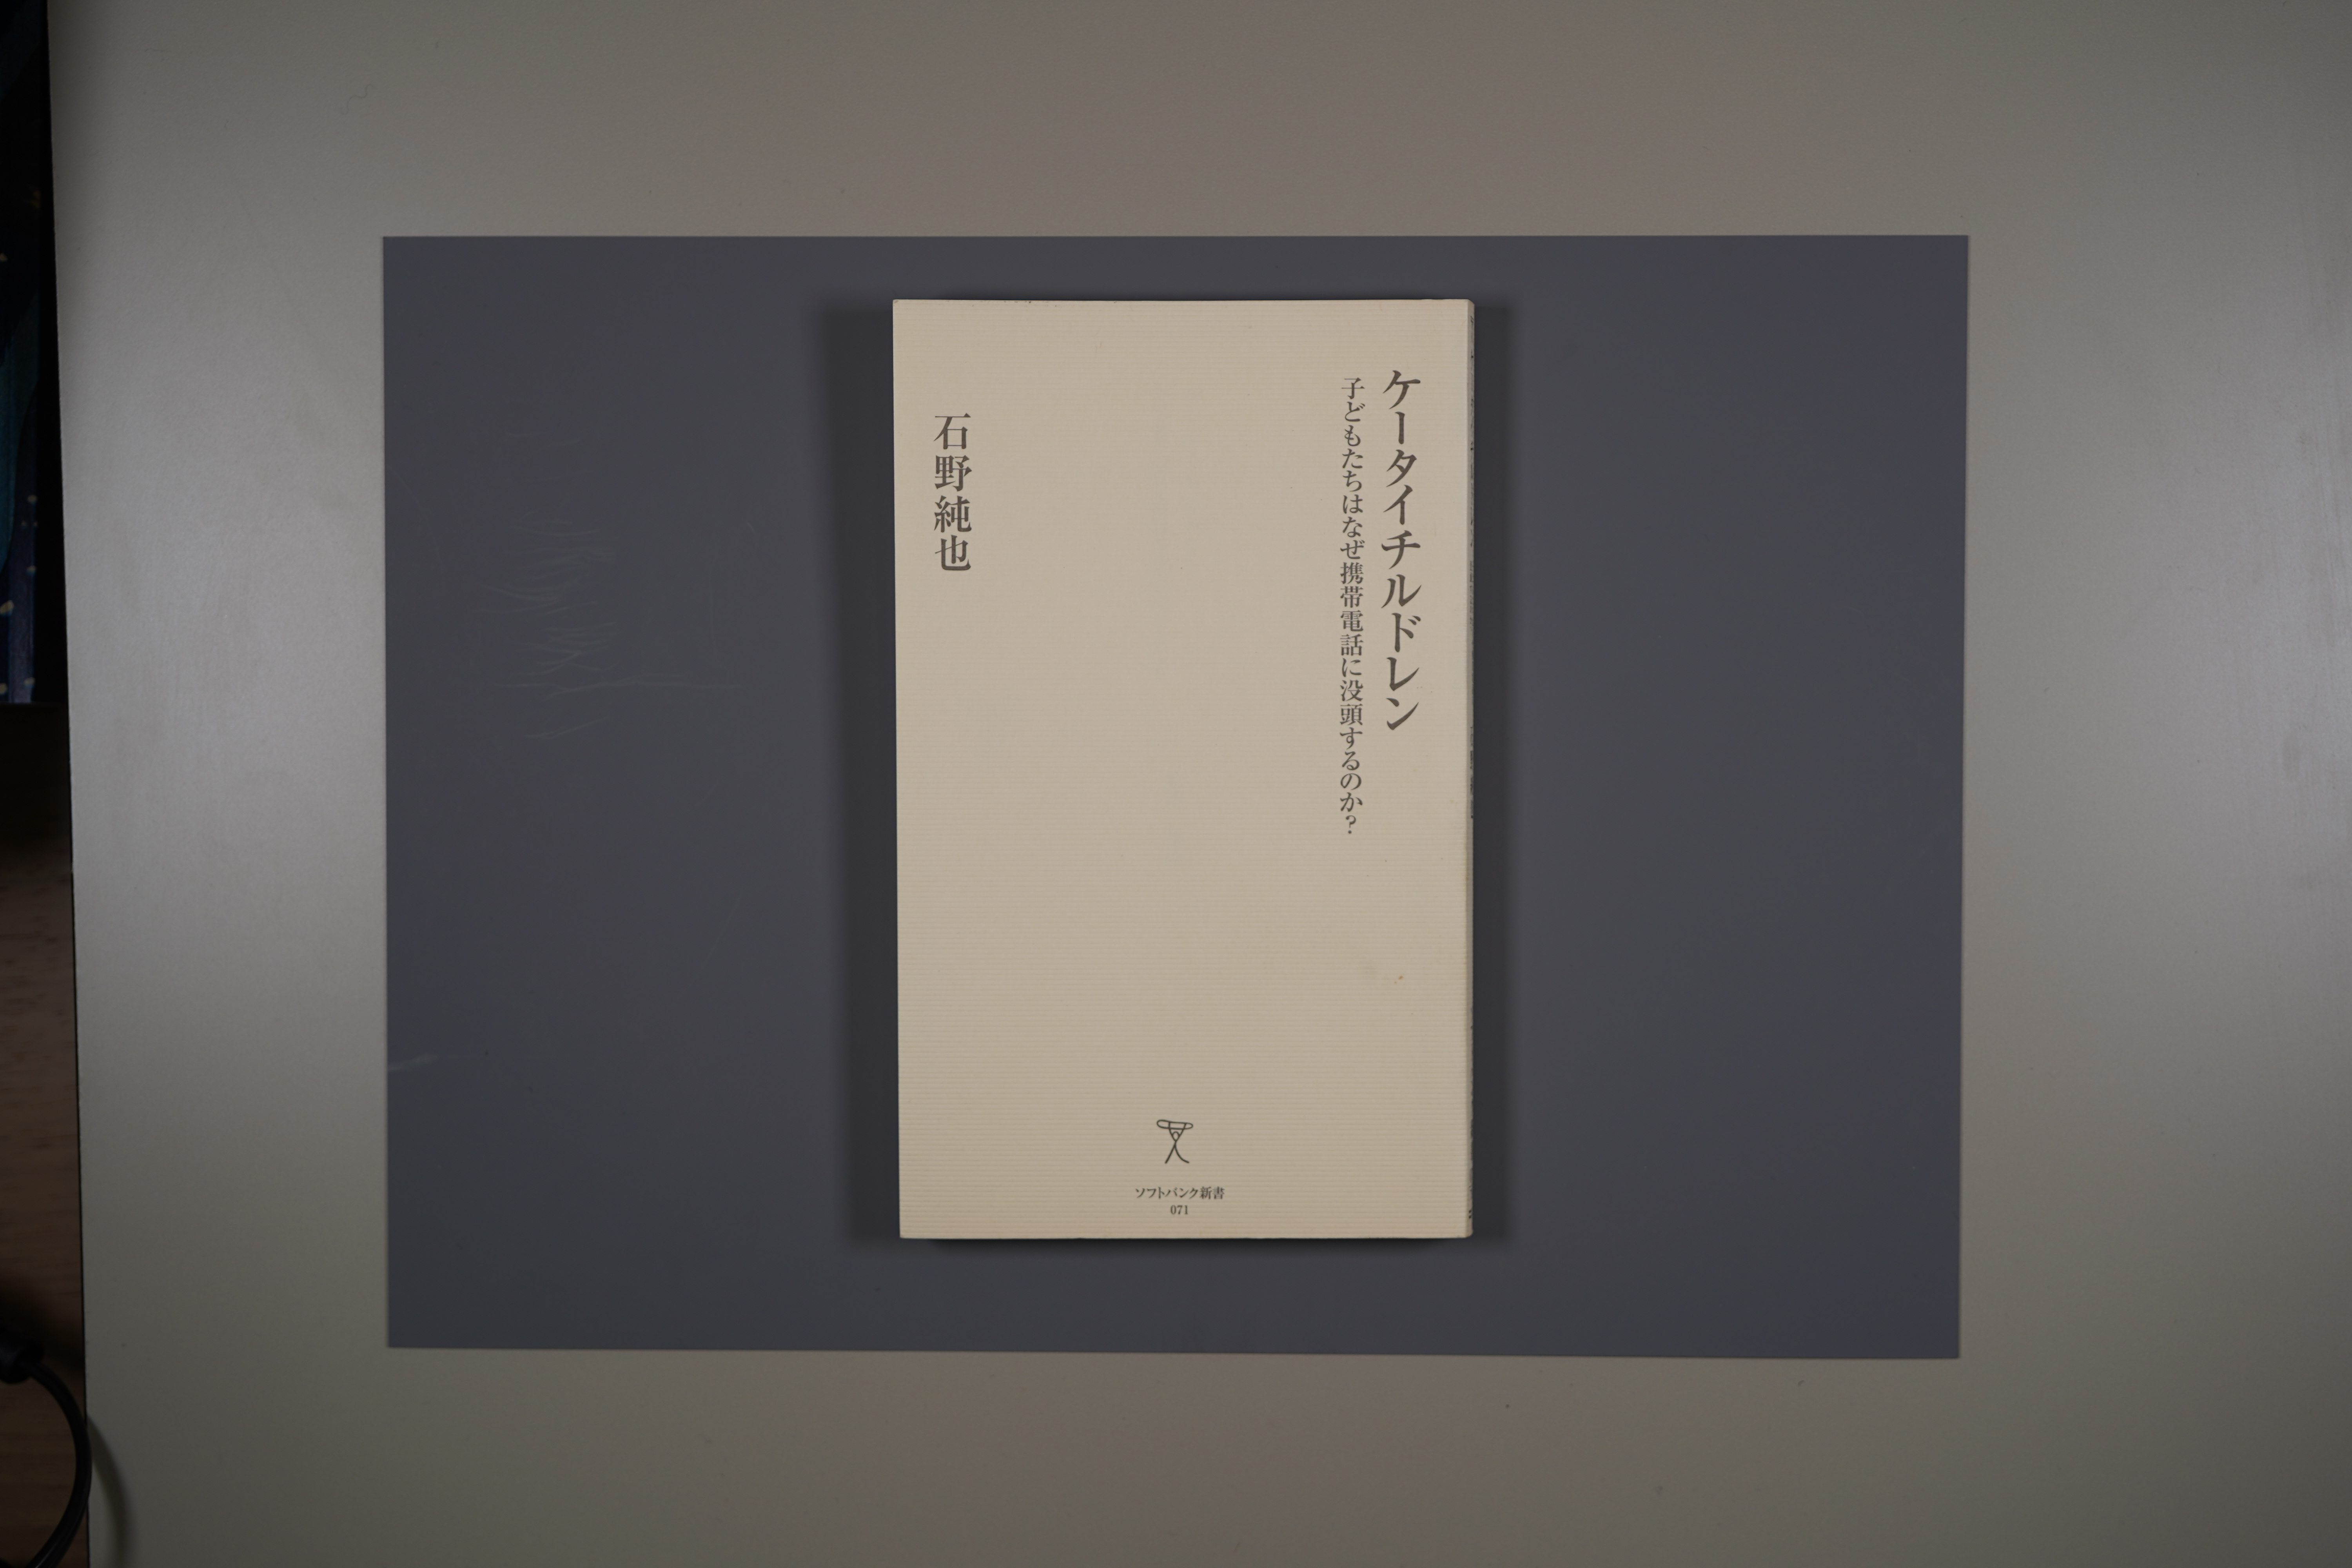 ケータイチルドレン
子どもたちはなぜ携帯電話に没頭するのか?
石野純也
ソフトバンク新書
071